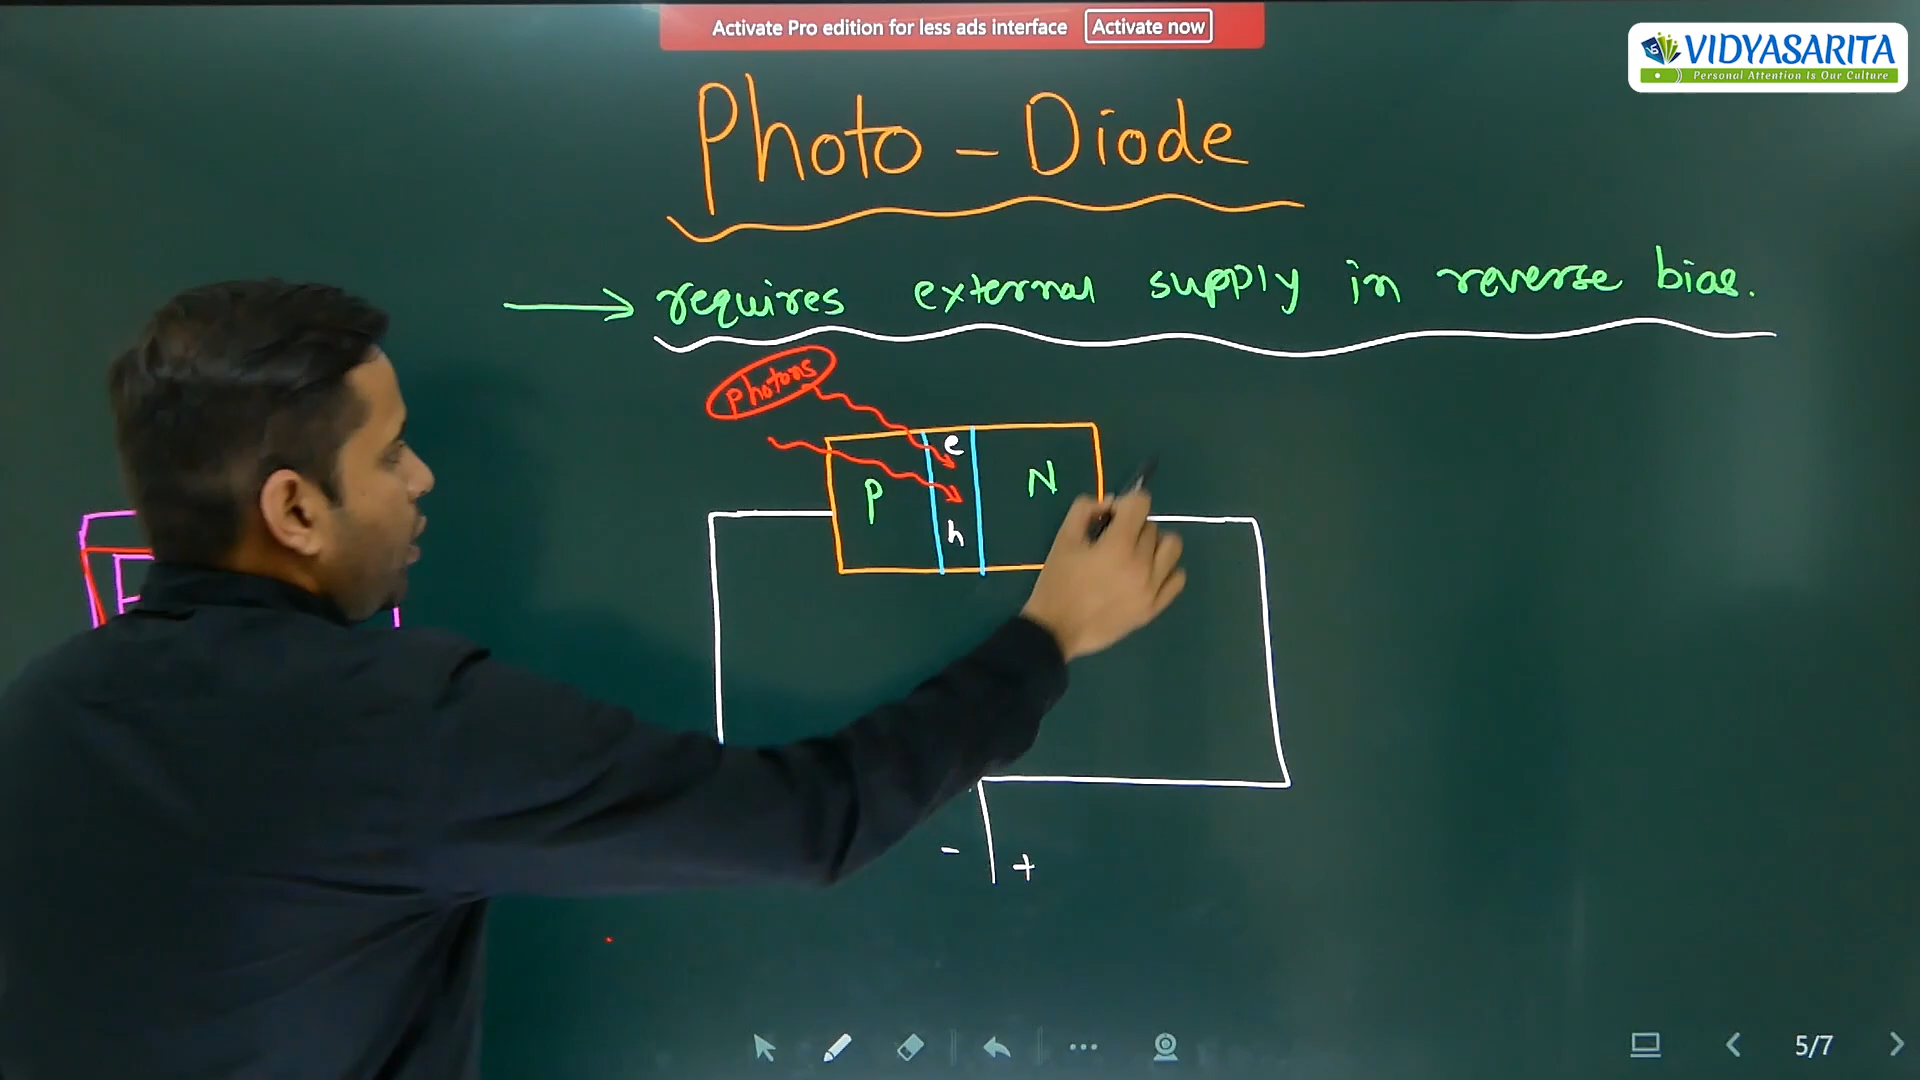 Activate Pro edition for less ads interface Activate now
VIDYASARITA
Personal Attention Is Our Culture
Photo - Diode
→ requires external supply in reverse bias.
photons
e
P N
h
- +
5/7